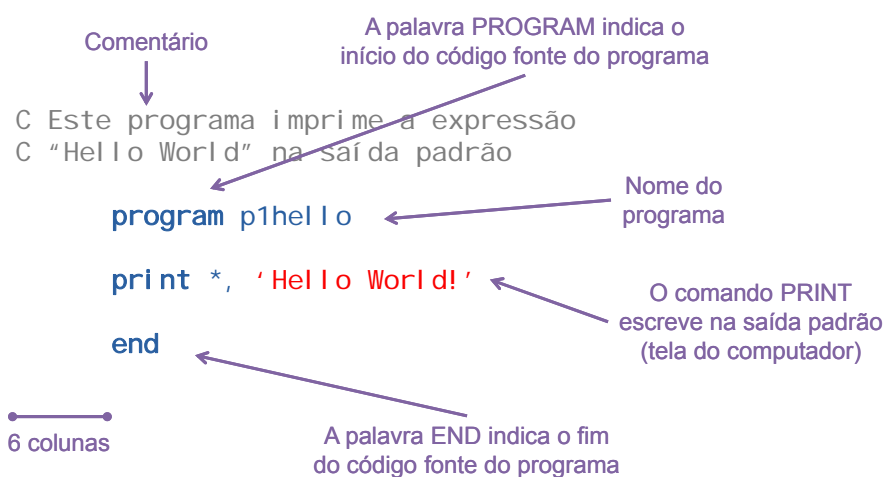 Comentário
A palavra PROGRAM indica o
início do código fonte do programa
C Este programa imprime a expressão
C “Hello World” na saída padrão
program p1hello
Nome do
programa
print *, ‘Hello World!’
O comando PRINT
escreve na saída padrão
(tela do computador)
end
6 colunas
A palavra END indica o fim
do código fonte do programa